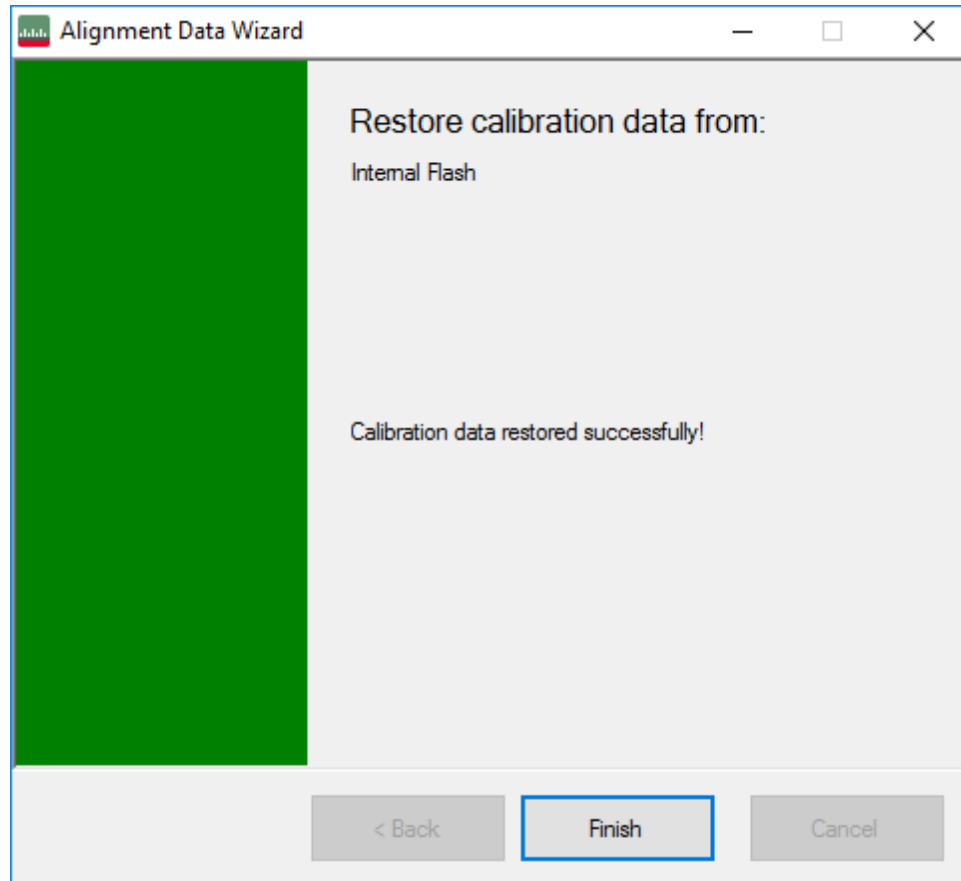 Alignment Data Wizard
Restore calibration data from:
Internal Flash
Calibration data restored successfully!
< Back
Finish
Cancel